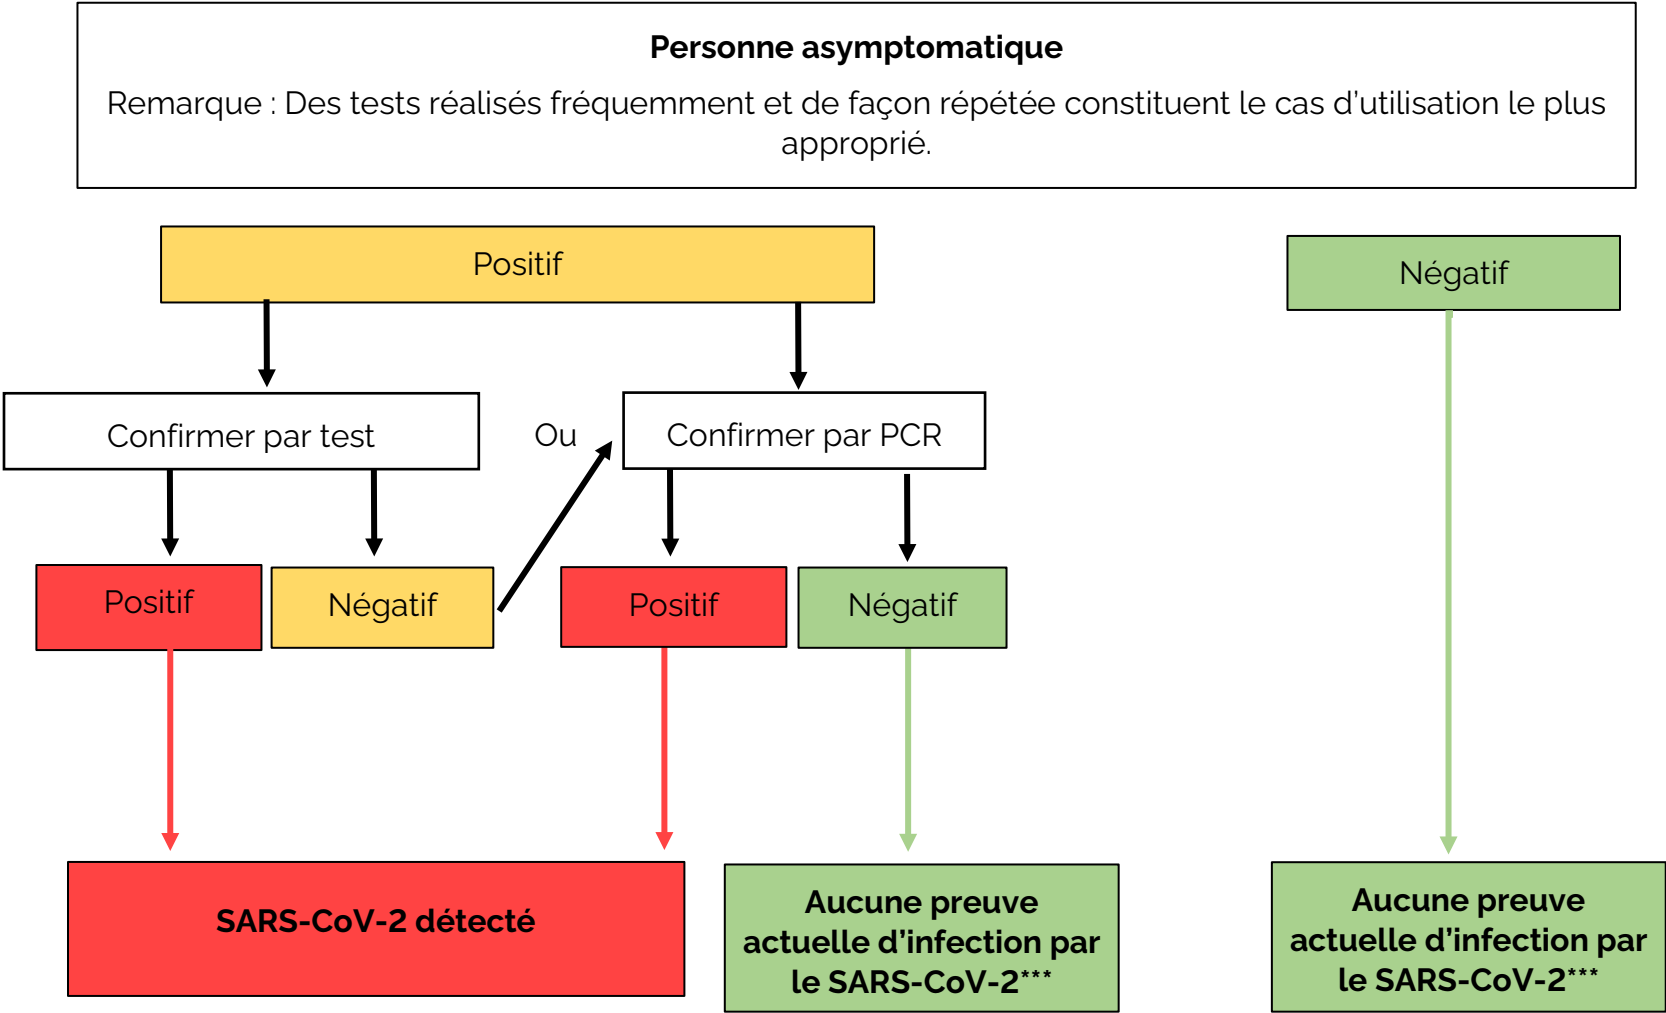 Personne asymptomatique
Remarque : Des tests réalisés fréquemment et de façon répétée constituent le cas d’utilisation le plus
approprié.
Positif
Négatif
Confirmer par test
Ou
Confirmer par PCR
Positif
Négatif
Positif
Négatif
SARS-CoV-2 détecté
Aucune preuve
actuelle d’infection par
le SARS-CoV-2***
Aucune preuve
actuelle d’infection par
le SARS-CoV-2***